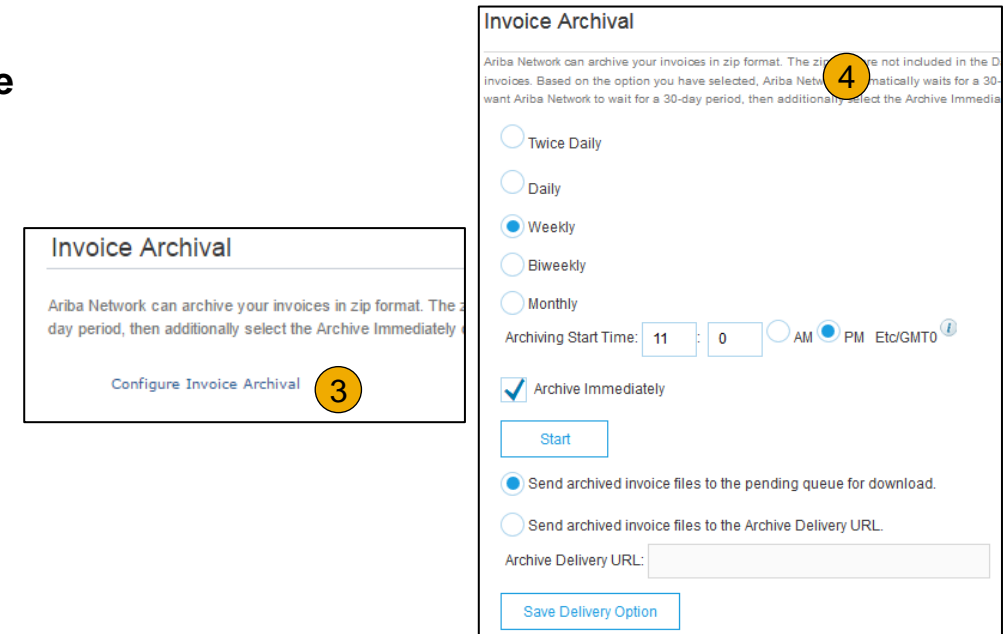 e
Invoice Archival
Ariba Network can archive your invoices in zip format. The
day period, then additionally select the Archive Immediately
Configure Invoice Archival
3
Invoice Archival
Ariba Network can archive your invoices in zip format. The zip re not included in the D
invoices. Based on the option you have selected, Ariba Netw matically waits for a 30-
want Ariba Network to wait for a 30-day period, then additionally select the Archive Immedia
4
Twice Daily
Daily
Weekly
Biweekly
Monthly
Archiving Start Time: 11 : 0 AM PM Etc/GMT0 i
Archive Immediately
Start
Send archived invoice files to the pending queue for download.
Send archived invoice files to the Archive Delivery URL.
Archive Delivery URL:
Save Delivery Option